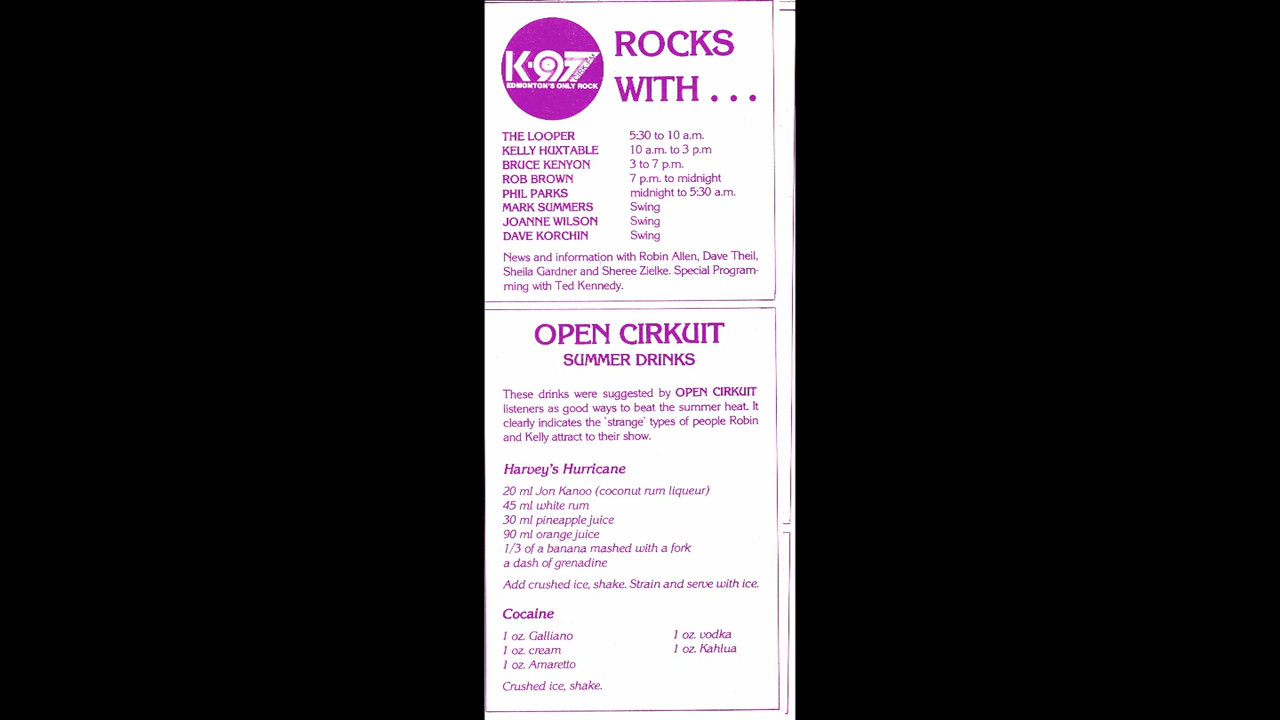 K-97
CIRK-FM
EDMONTON'S ONLY ROCK
ROCKS
WITH . . .
THE LOOPER 5:30 to 10 a.m.
KELLY HUXTABLE 10 a.m. to 3 p.m
BRUCE KENYON 3 to 7 p.m.
ROB BROWN 7 p.m. to midnight
PHIL PARKS midnight to 5:30 a.m.
MARK SUMMERS Swing
JOANNE WILSON Swing
DAVE KORCHIN Swing
News and information with Robin Allen, Dave Theil,
Sheila Gardner and Sheree Zielke. Special Program-
ming with Ted Kennedy.
OPEN CIRKUIT
SUMMER DRINKS
These drinks were suggested by OPEN CIRKUIT
listeners as good ways to beat the summer heat. It
clearly indicates the 'strange' types of people Robin
and Kelly attract to their show.
Harvey's Hurricane
20 ml Jon Kanoo (coconut rum liqueur)
45 ml white rum
30 ml pineapple juice
90 ml orange juice
1/3 of a banana mashed with a fork
a dash of grenadine
Add crushed ice, shake. Strain and serve with ice.
Cocaine
1 oz. Galliano 1 oz. vodka
1 oz. cream 1 oz. Kahlua
1 oz. Amaretto
Crushed ice, shake.